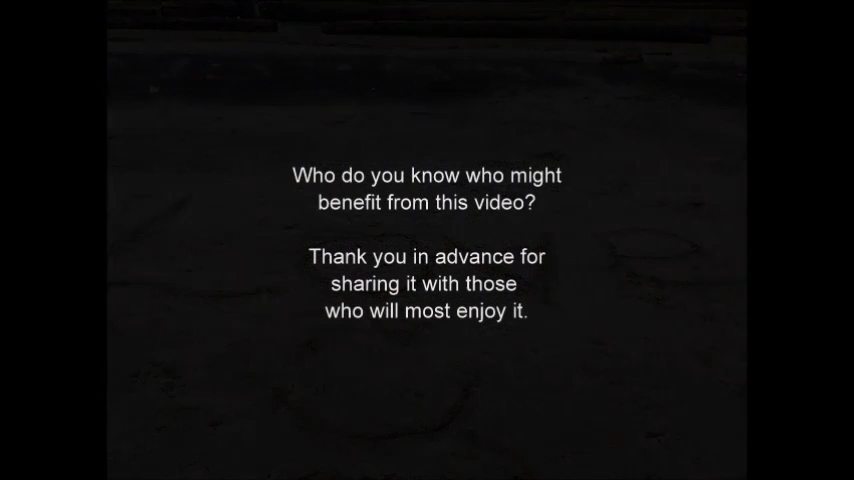 Who do you know who might
benefit from this video?
Thank you in advance for
sharing it with those
who will most enjoy it.